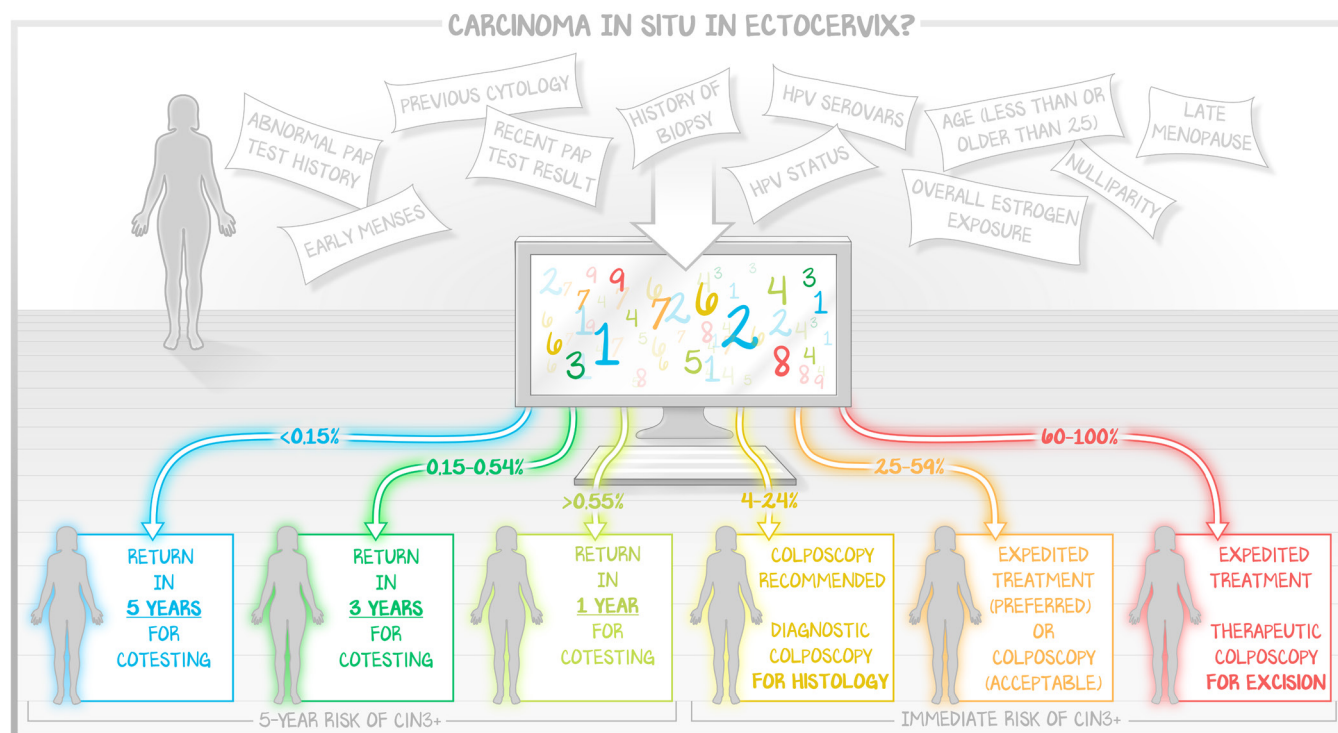 CARCINOMA IN SITU IN ECTOCERVIX?
PREVIOUS CYTOLOGY
ABNORMAL PAP
TEST HISTORY
EARLY MENSES
RECENT PAP
TEST RESULT
HISTORY OF
BIOPSY
HPV SEROVARS
HPV STATUS
AGE (LESS THAN OR
OLDER THAN 25)
OVERALL ESTROGEN
EXPOSURE
NULLIPARITY
LATE
MENOPAUSE
<0.15%
0.15-0.54%
>0.55%
4-24%
25-59%
60-100%
RETURN
IN
5 YEARS
FOR
COTESTING
RETURN
IN
3 YEARS
FOR
COTESTING
RETURN
IN
1 YEAR
FOR
COTESTING
COLPOSCOPY
RECOMMENDED
DIAGNOSTIC
COLPOSCOPY
FOR HISTOLOGY
EXPEDITED
TREATMENT
(PREFERRED)
OR
COLPOSCOPY
(ACCEPTABLE)
EXPEDITED
TREATMENT
THERAPEUTIC
COLPOSCOPY
FOR EXCISION
5-YEAR RISK OF CIN3+
IMMEDIATE RISK OF CIN3+